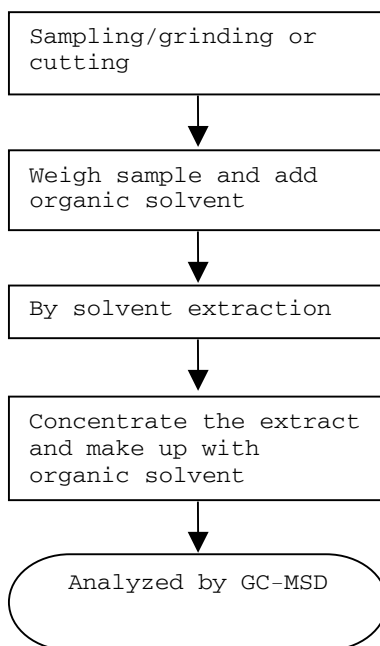 Sampling/grinding or
cutting
Weigh sample and add
organic solvent
By solvent extraction
Concentrate the extract
and make up with
organic solvent
Analyzed by GC-MSD